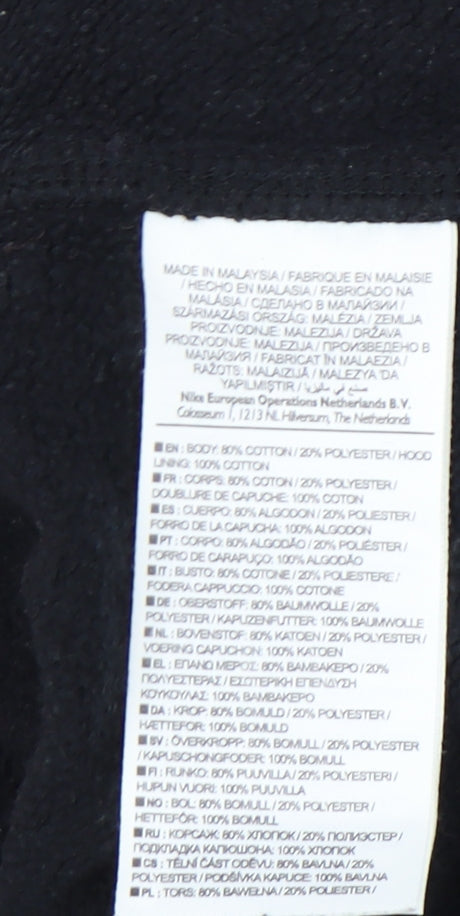 MADE IN MALAYSIA / FABRIQUE EN MALAISIE
/ HECHO EN MALASIA / FABRICADO NA
MALÁSIA / СДЕЛАНО В МАЛАЙЗИИ /
SZÁRMAZÁSI ORSZÁG: MALÉZIA / ZEMLJA
PROIZVODNJE: MALEZIJA / DRŽAVA
PROIZVODNJE: MALEZIJA / ПРОИЗВЕДЕНО В
МАЛАЙЗИЯ / FABRICAT ÎN MALAEZIA /
RAŽOTS: MALAIZIJĀ / MALEZYA 'DA
YAPILMIŞTIR / صنع في ماليزيا
Nike European Operations Netherlands B.V.
Colosseum 1, 1213 NL Hilversum, The Netherlands
EN : BODY: 80% COTTON / 20% POLYESTER / HOOD
LINING: 100% COTTON
FR : CORPS: 80% COTON / 20% POLYESTER /
DOUBLURE DE CAPUCHE: 100% COTON
ES : CUERPO: 80% ALGODON / 20% POLIESTER /
FORRO DE LA CAPUCHA: 100% ALGODON
PT : CORPO: 80% ALGODÃO / 20% POLIÉSTER /
FORRO DE CARAPUÇO: 100% ALGODÃO
IT : BUSTO: 80% COTONE / 20% POLIESTERE /
FODERA CAPPUCCIO: 100% COTONE
DE : OBERSTOFF: 80% BAUMWOLLE / 20%
POLYESTER / KAPUZENFUTTER: 100% BAUMWOLLE
NL : BOVENSTOF: 80% KATOEN / 20% POLYESTER /
VOERING CAPUCHON: 100% KATOEN
EL : ΕΠΑΝΩ ΜΕΡΟΣ: 80% ΒΑΜΒΑΚΕΡΟ / 20%
ΠΟΛΥΕΣΤΕΡΑΣ / ΕΣΩΤΕΡΙΚΗ ΕΠΕΝΔΥΣΗ
ΚΟΥΚΟΥΛΑΣ: 100% ΒΑΜΒΑΚΕΡΟ
DA : KROP: 80% BOMULD / 20% POLYESTER /
HÆTTEFOR: 100% BOMULD
SV : ÖVERKROPP: 80% BOMULL / 20% POLYESTER
/ KAPUSCHONGFODER: 100% BOMULL
FI : RUNKO: 80% PUUVILLA / 20% POLYESTERI /
HUPUN VUORI: 100% PUUVILLA
NO : BOL: 80% BOMULL / 20% POLYESTER /
HETTEFÔR: 100% BOMULL
RU : КОРСАЖ: 80% ХЛОПОК / 20% ПОЛИЭСТЕР /
ПОДКЛАДКА КАПЮШОНА: 100% ХЛОПОК
CS : TĚLNÍ ČÁST ODĚVU: 80% BAVLNA / 20%
POLYESTER / PODŠÍVKA KAPUCE: 100% BAVLNA
PL : TORS: 80% BAWEŁNA / 20% POLIESTER /